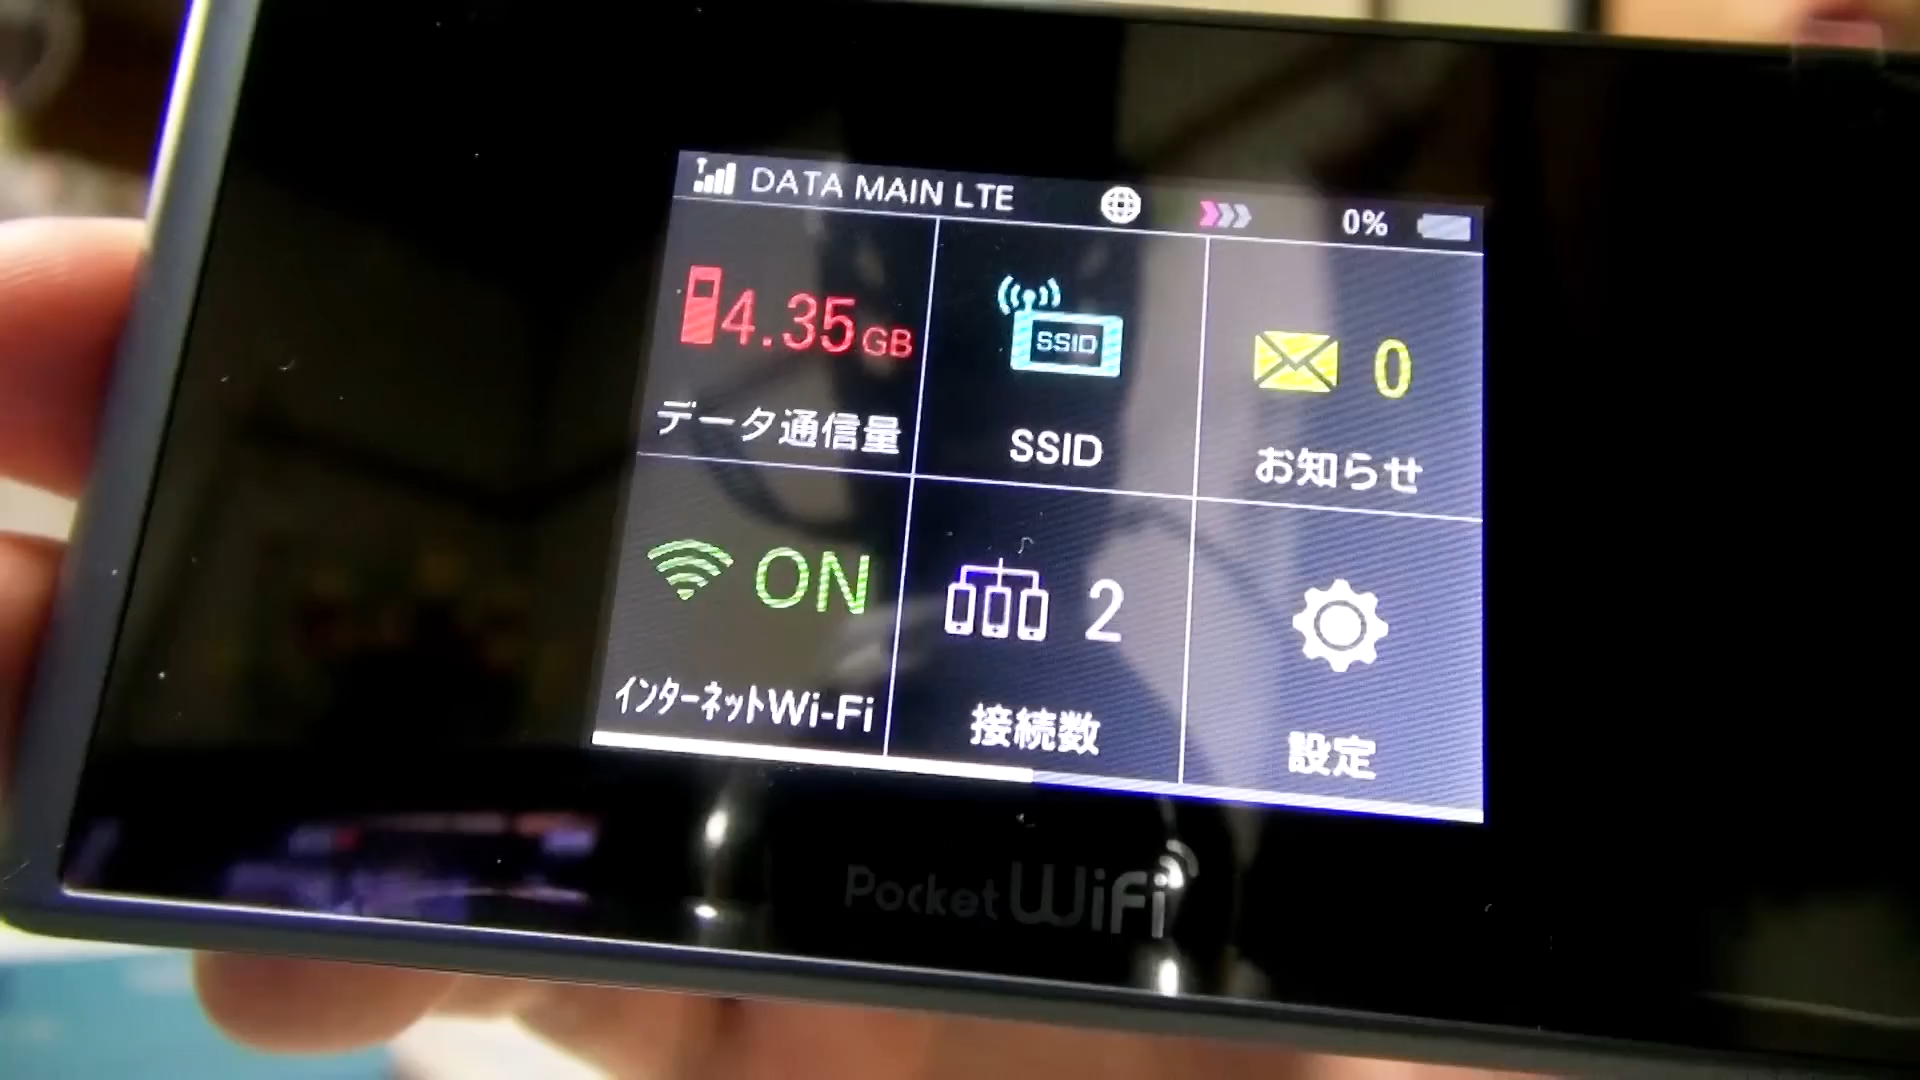 DATA MAIN LTE 0%
4.35GB
データ通信量
SSID
SSID
0
お知らせ
ON
インターネットWi-Fi
2
接続数
設定
Pocket WiFi